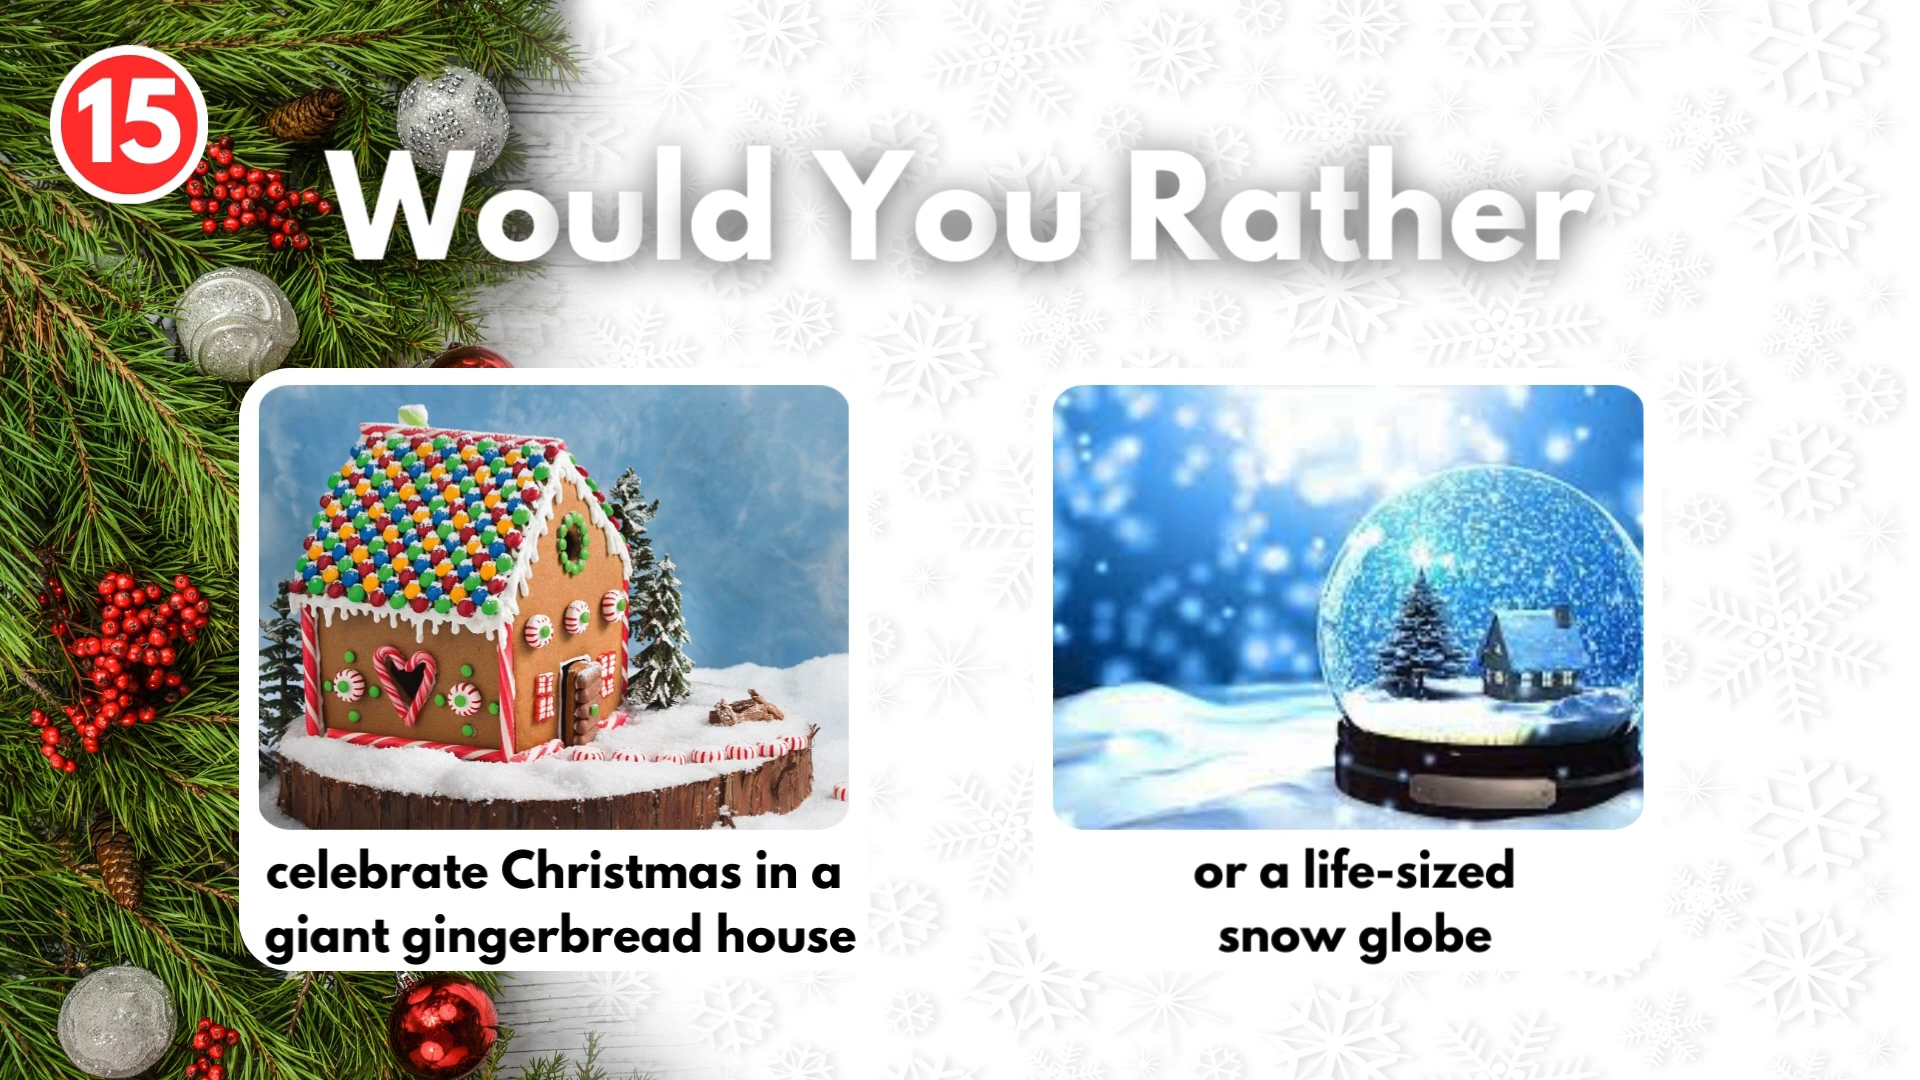 15
Would You Rather
celebrate Christmas in a
giant gingerbread house
or a life-sized
snow globe